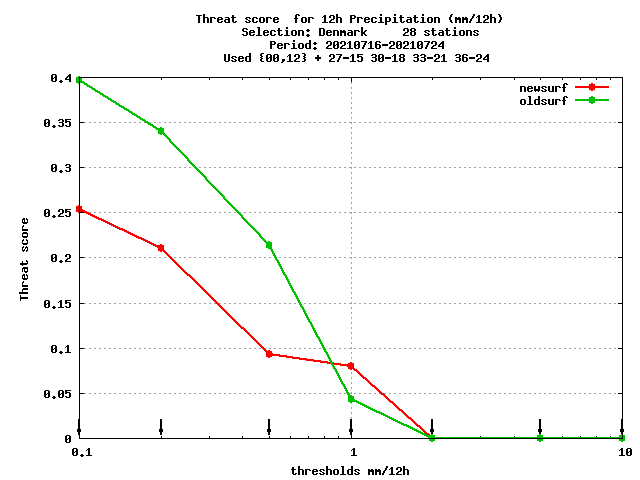 Threat score  for 12h Precipitation (mm/12h)
Selection: Denmark     28 stations
Period: 20210716-20210724
Used {00,12} + 27-15 30-18 33-21 36-24
newsurf
oldsurf
0.4
0.35
0.3
0.25
0.2
0.15
0.1
0.05
0
Threat score
0.1
1
10
thresholds mm/12h